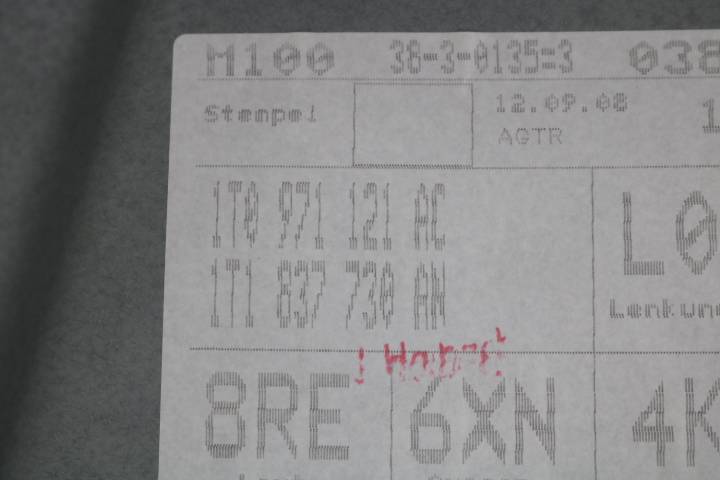 M100 38-3-0135=3 038
Stempel 12.09.08 1
AGTR
1T0 971 121 AC
1T1 837 730 AN
L0
Lenkung
8RE 6XN 4K